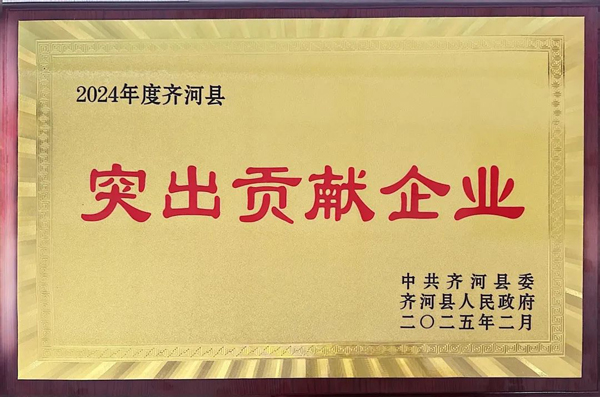 2024年度齐河县
突出贡献企业
中共齐河县委
齐河县人民政府
二〇二五年二月